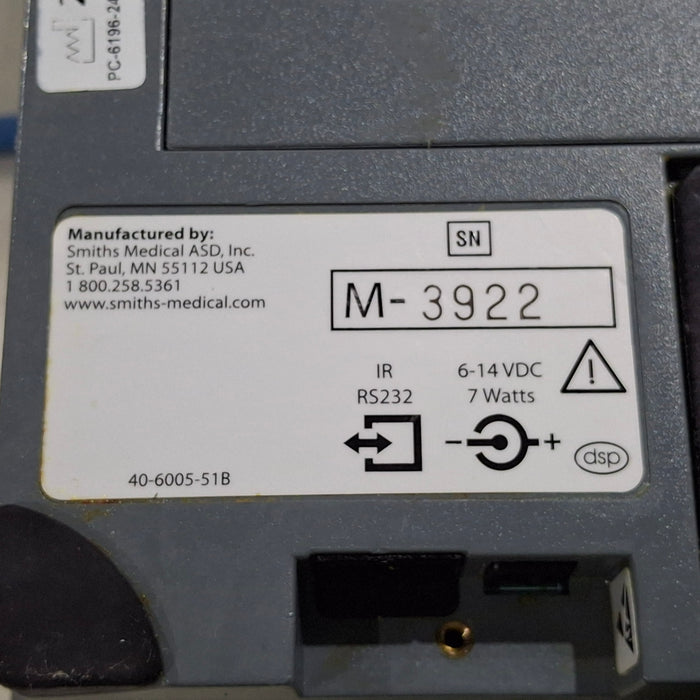 PC-6196-24
Manufactured by:
Smiths Medical ASD, Inc.
St. Paul, MN 55112 USA
1 800.258.5361
www.smiths-medical.com
SN
M- 3922
IR
RS232
6-14 VDC
7 Watts
!
- +
dsp
40-6005-51B